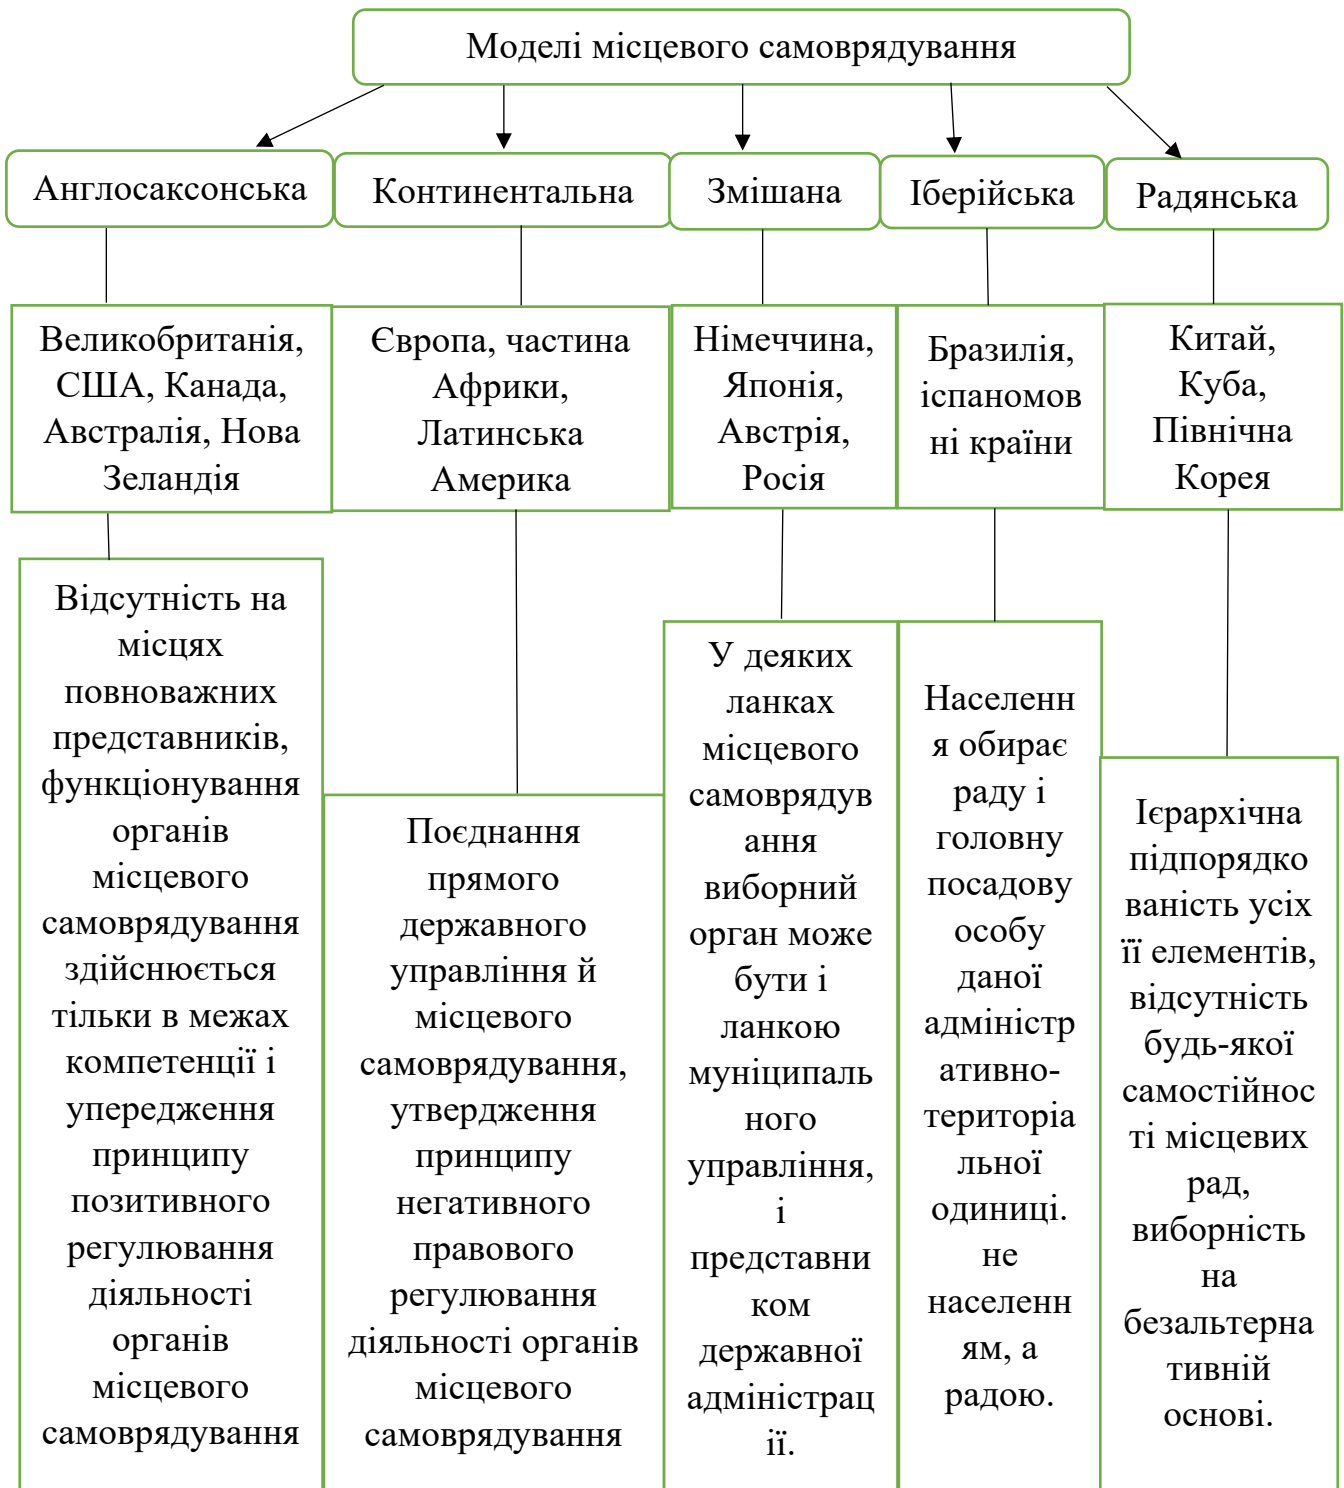 Моделі місцевого самоврядування
Англосаксонська
Континентальна
Змішана
Іберійська
Радянська
Великобританія,
США, Канада,
Австралія, Нова
Зеландія
Європа, частина
Африки,
Латинська
Америка
Німеччина,
Японія,
Австрія,
Росія
Бразилія,
іспаномов
ні країни
Китай,
Куба,
Північна
Корея
Відсутність на
місцях
повноважних
представників,
функціонування
органів
місцевого
самоврядування
здійснюється
тільки в межах
компетенції і
упередження
принципу
позитивного
регулювання
діяльності
органів
місцевого
самоврядування
Поєднання
прямого
державного
управління й
місцевого
самоврядування,
утвердження
принципу
негативного
правового
регулювання
діяльності органів
місцевого
самоврядування
У деяких
ланках
місцевого
самоврядув
ання
виборний
орган може
бути і
ланкою
муніципаль
ного
управління,
і
представни
ком
державної
адміністрац
ії.
Населенн
я обирає
раду і
головну
посадову
особу
даної
адміністр
ативно-
територіа
льної
одиниці.
не
населенн
ям, а
радою.
Ієрархічна
підпорядко
ваність усіх
її елементів,
відсутність
будь-якої
самостійнос
ті місцевих
рад,
виборність
на
безальтерна
тивній
основі.